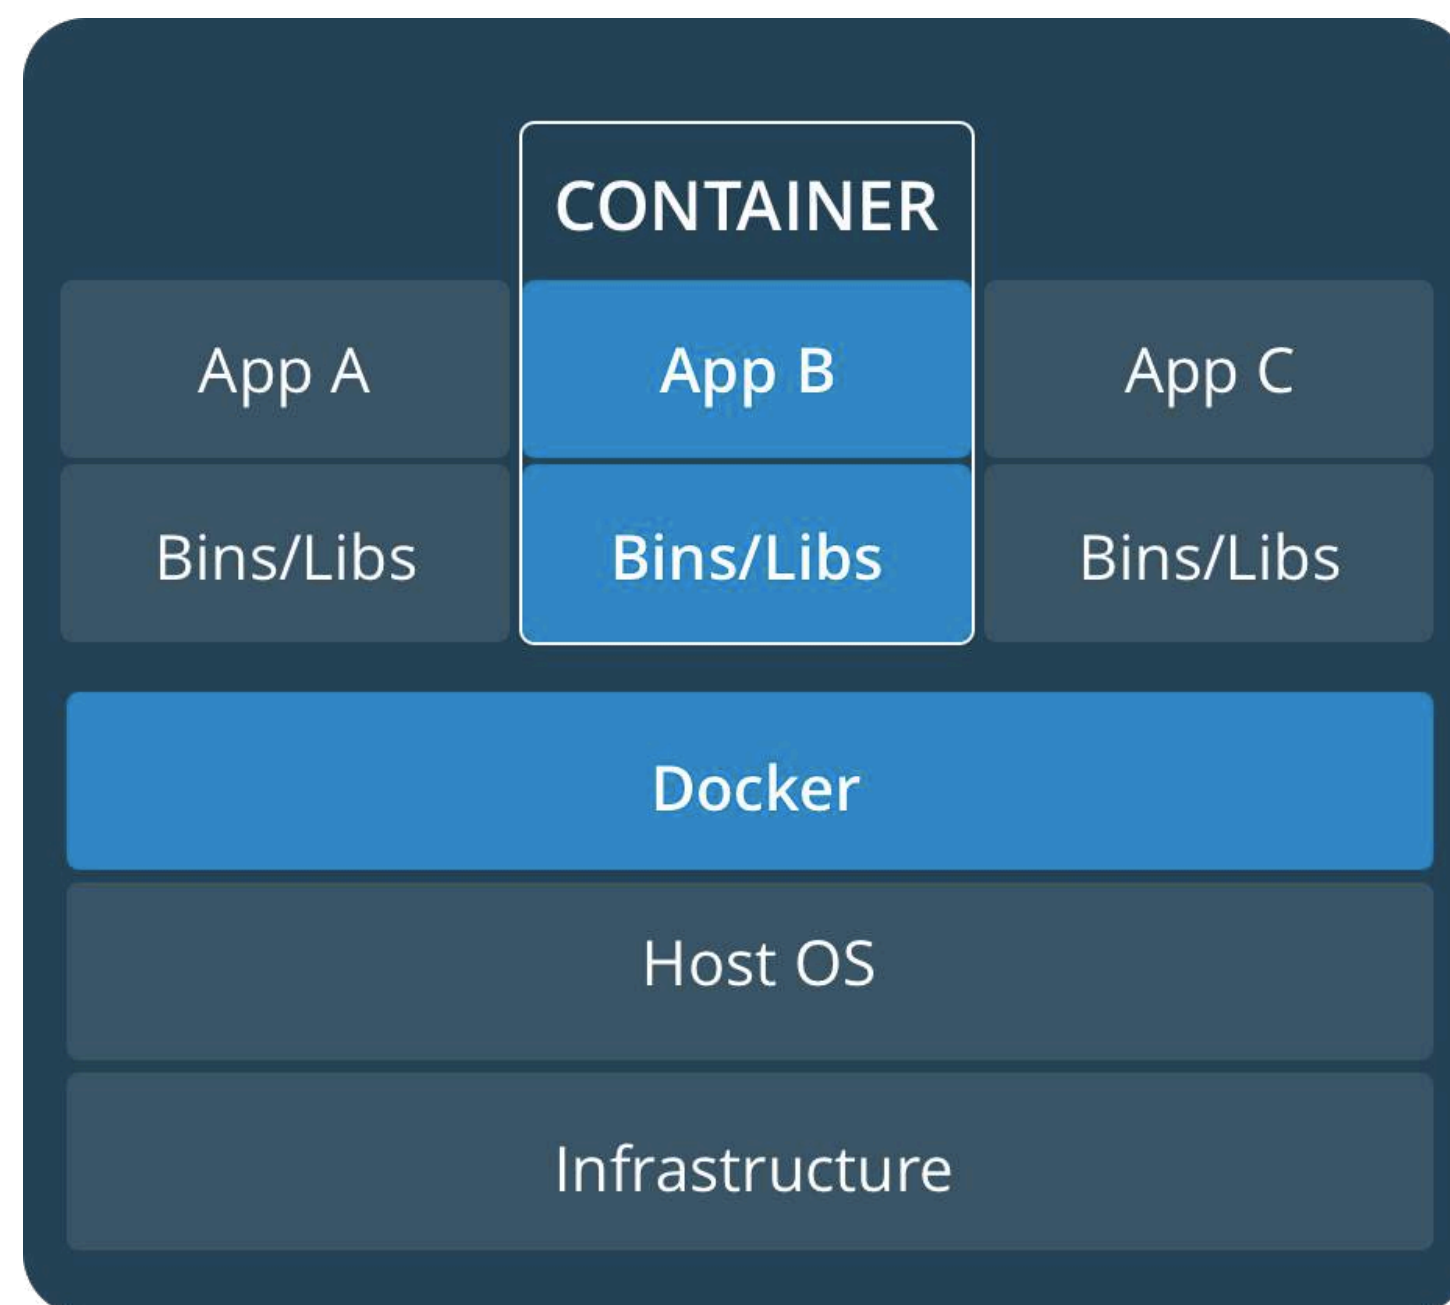 CONTAINER
App A
App B
App C
Bins/Libs
Bins/Libs
Bins/Libs
Docker
Host OS
Infrastructure